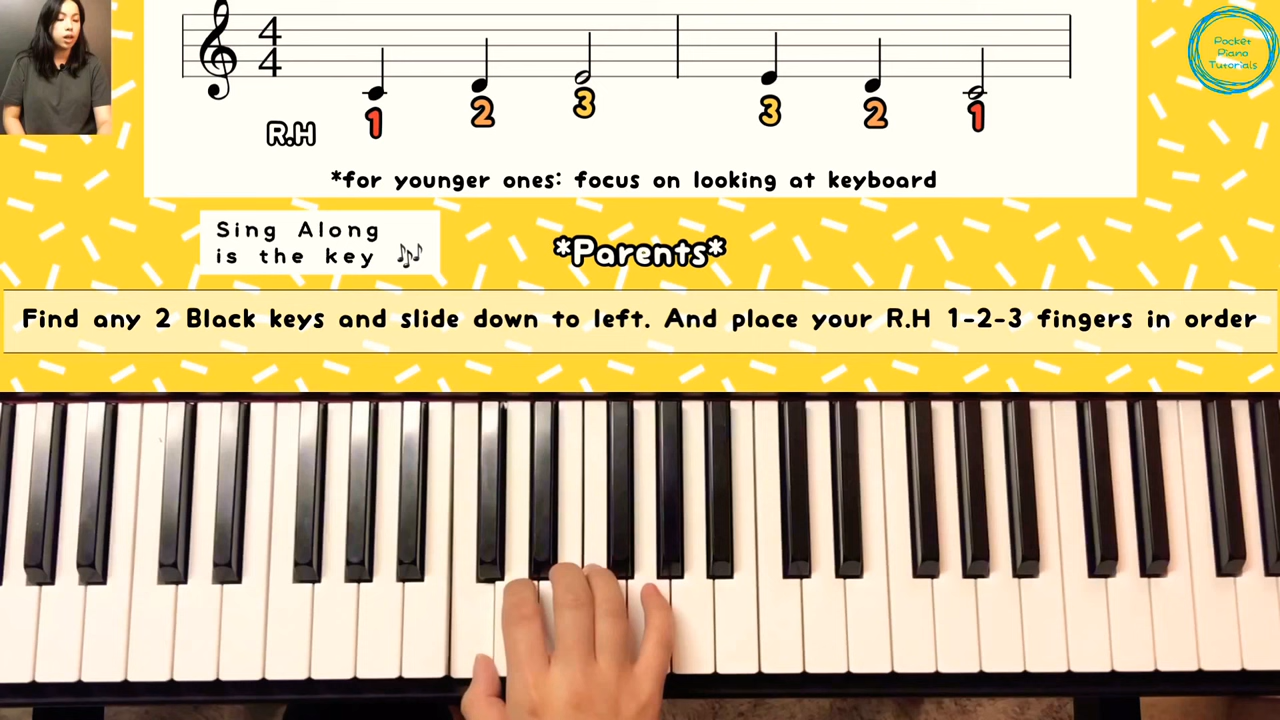 4
4
Pocket
Piano
Tutorials
1 2 3 3 2 1
R.H
*for younger ones: focus on looking at keyboard
Sing Along
is the key 🎶
*Parents*
Find any 2 Black keys and slide down to left. And place your R.H 1-2-3 fingers in order